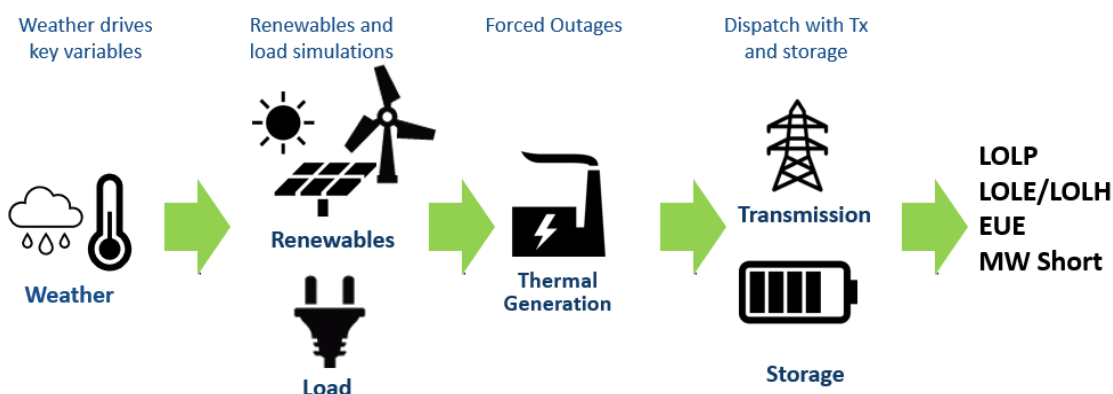 Weather drives
key variables
Renewables and
load simulations
Forced Outages
Dispatch with Tx
and storage
Weather
Renewables
Load
Thermal
Generation
Transmission
Storage
LOLP
LOLE/LOLH
EUE
MW Short